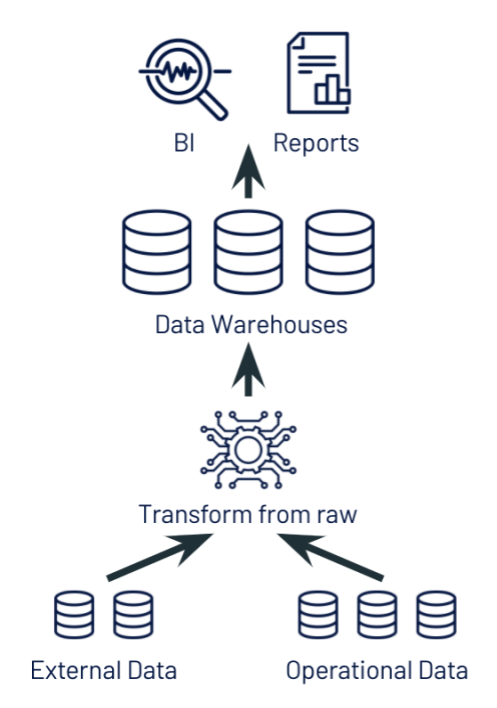 BI
Reports
Data Warehouses
Transform from raw
External Data
Operational Data